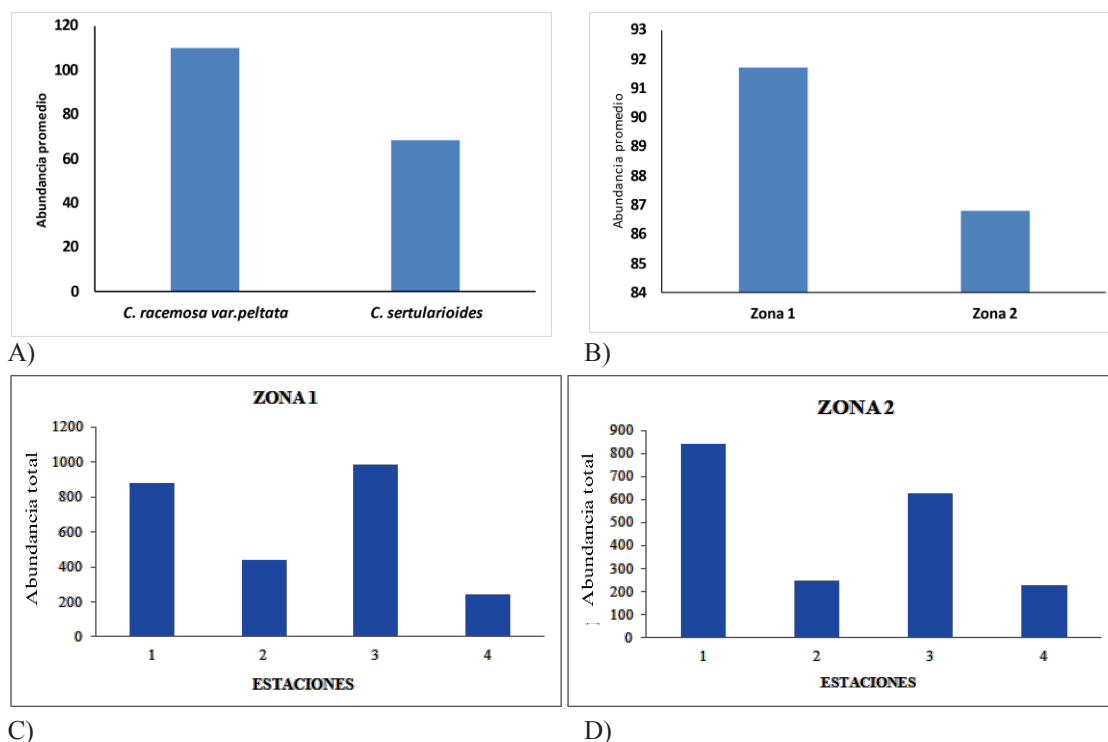 Abundancia promedio
120
100
80
60
40
20
0
C. racemosa var.peltata
C. sertularioides
A)
Abundancia promedio
93
92
91
90
89
88
87
86
85
84
Zona 1
Zona 2
B)
ZONA 1
Abundancia total
1200
1000
800
600
400
200
0
1 2 3 4
ESTACIONES
C)
ZONA 2
Abundancia total
900
800
700
600
500
400
300
200
100
0
1 2 3 4
ESTACIONES
D)